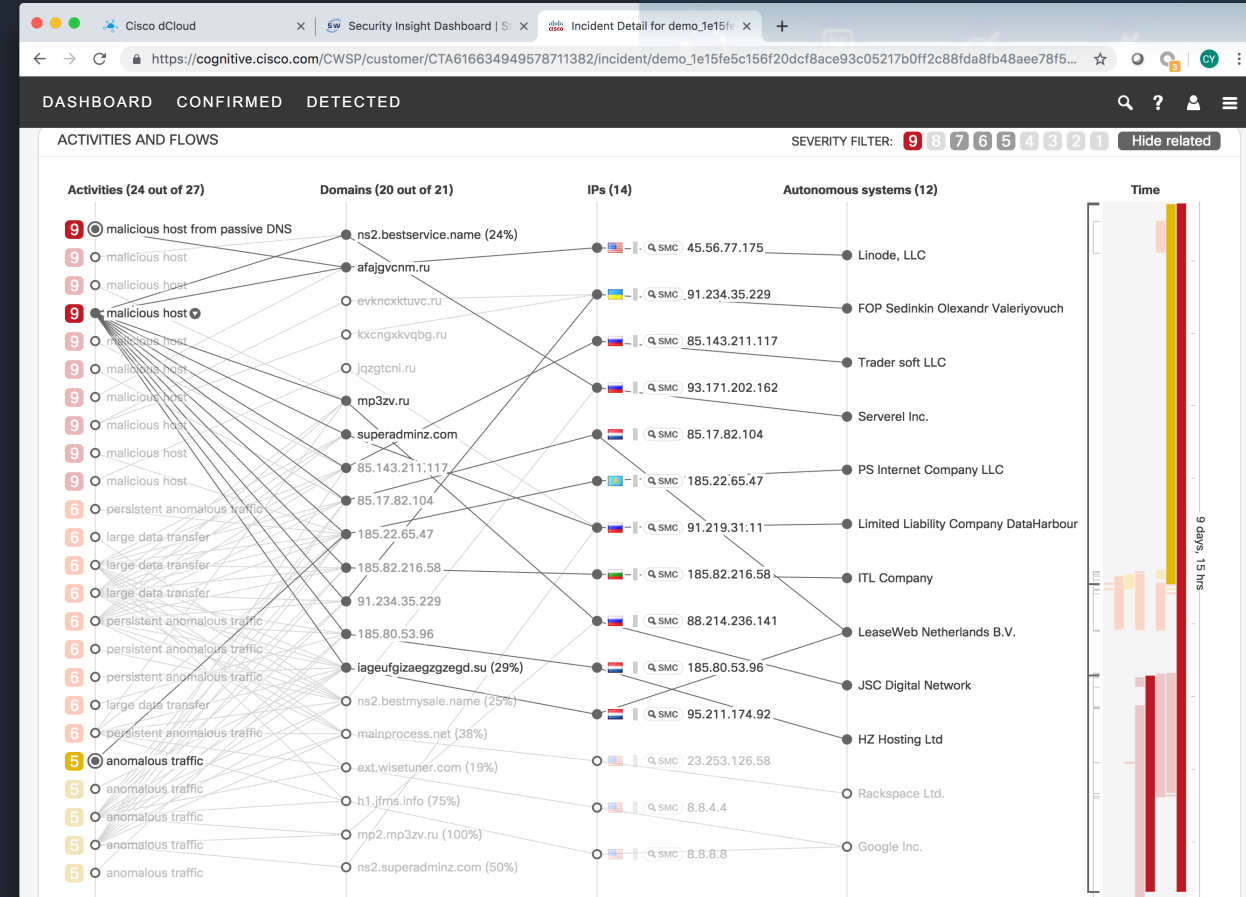 Cisco dCloud
Security Insight Dashboard | St
Incident Detail for demo_1e15fe
https://cognitive.cisco.com/CWSP/customer/CTA616634949578711382/incident/demo_1e15fe5c156f20dcf8ace93c05217b0ff2c88fda8fb48aee78f5...
3
CY
DASHBOARD CONFIRMED DETECTED
ACTIVITIES AND FLOWS
SEVERITY FILTER: 9 8 7 6 5 4 3 2 1 Hide related
Activities (24 out of 27)
9 malicious host from passive DNS
9 malicious host
9 malicious host
9 malicious host
9 malicious host
9 malicious host
9 malicious host
9 malicious host
9 malicious host
9 malicious host
6 persistent anomalous traffic
6 large data transfer
6 large data transfer
6 large data transfer
6 persistent anomalous traffic
6 persistent anomalous traffic
6 persistent anomalous traffic
6 large data transfer
6 persistent anomalous traffic
5 anomalous traffic
5 anomalous traffic
5 anomalous traffic
5 anomalous traffic
5 anomalous traffic
Domains (20 out of 21)
ns2.bestservice.name (24%)
afajgvcnm.ru
evkncxktuvc.ru
kxcngxkvqbg.ru
jqzgtcni.ru
mp3zv.ru
superadminz.com
85.143.211.117
85.17.82.104
185.22.65.47
185.82.216.58
91.234.35.229
185.80.53.96
iageufgizaegzgzegd.su (29%)
ns2.bestmysale.name (25%)
mainprocess.net (38%)
ext.wisetuner.com (19%)
h1.jfrns.info (75%)
mp2.mp3zv.ru (100%)
ns2.superadminz.com (50%)
IPs (14)
SMC 45.56.77.175
SMC 91.234.35.229
SMC 85.143.211.117
SMC 93.171.202.162
SMC 85.17.82.104
SMC 185.22.65.47
SMC 91.219.31.11
SMC 185.82.216.58
SMC 88.214.236.141
SMC 185.80.53.96
SMC 95.211.174.92
SMC 23.253.126.58
SMC 8.8.4.4
SMC 8.8.8.8
Autonomous systems (12)
Linode, LLC
FOP Sedinkin Olexandr Valeriyovuch
Trader soft LLC
Serverel Inc.
PS Internet Company LLC
Limited Liability Company DataHarbour
ITL Company
LeaseWeb Netherlands B.V.
JSC Digital Network
HZ Hosting Ltd
Rackspace Ltd.
Google Inc.
Time
9 days, 15 hrs